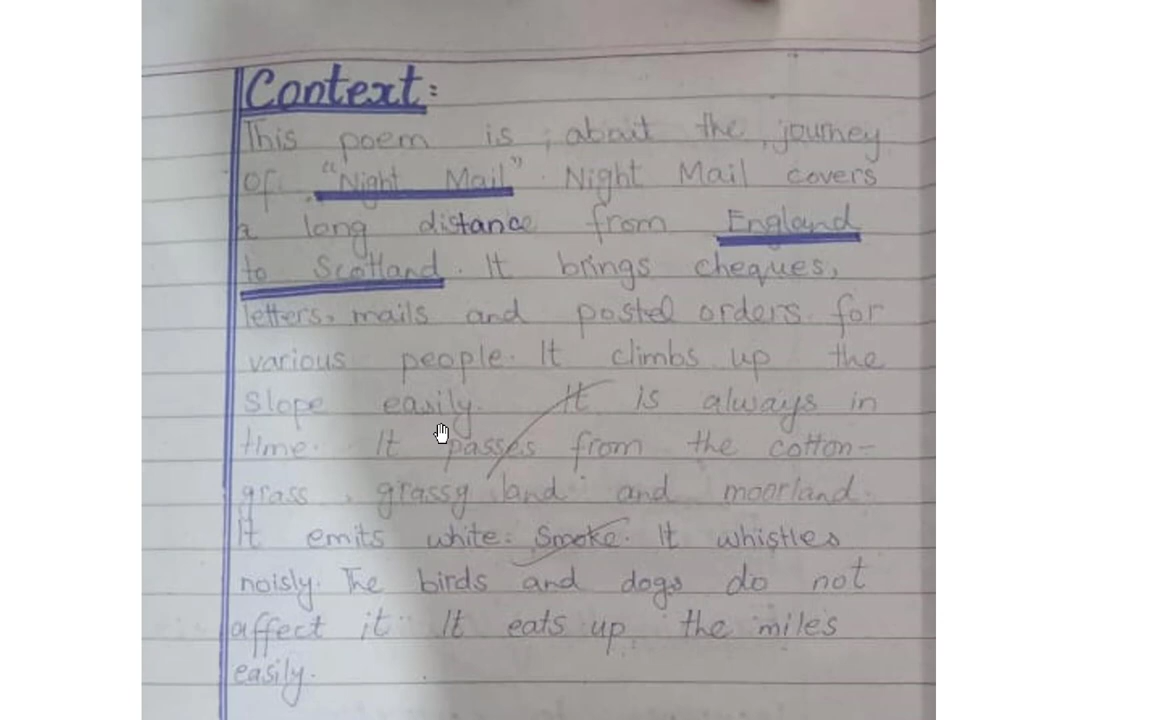 Context:
This poem is about the journey
of "Night Mail". Night Mail covers
a long distance from England
to Scotland. It brings cheques,
letters, mails and postel orders for
various people. It climbs up the
slope easily. It is always in
time. It passes from the cotton-
grass, grassy land and moorland.
It emits white smoke. It whistles
noisly. The birds and dogs do not
affect it. It eats up the miles
easily.